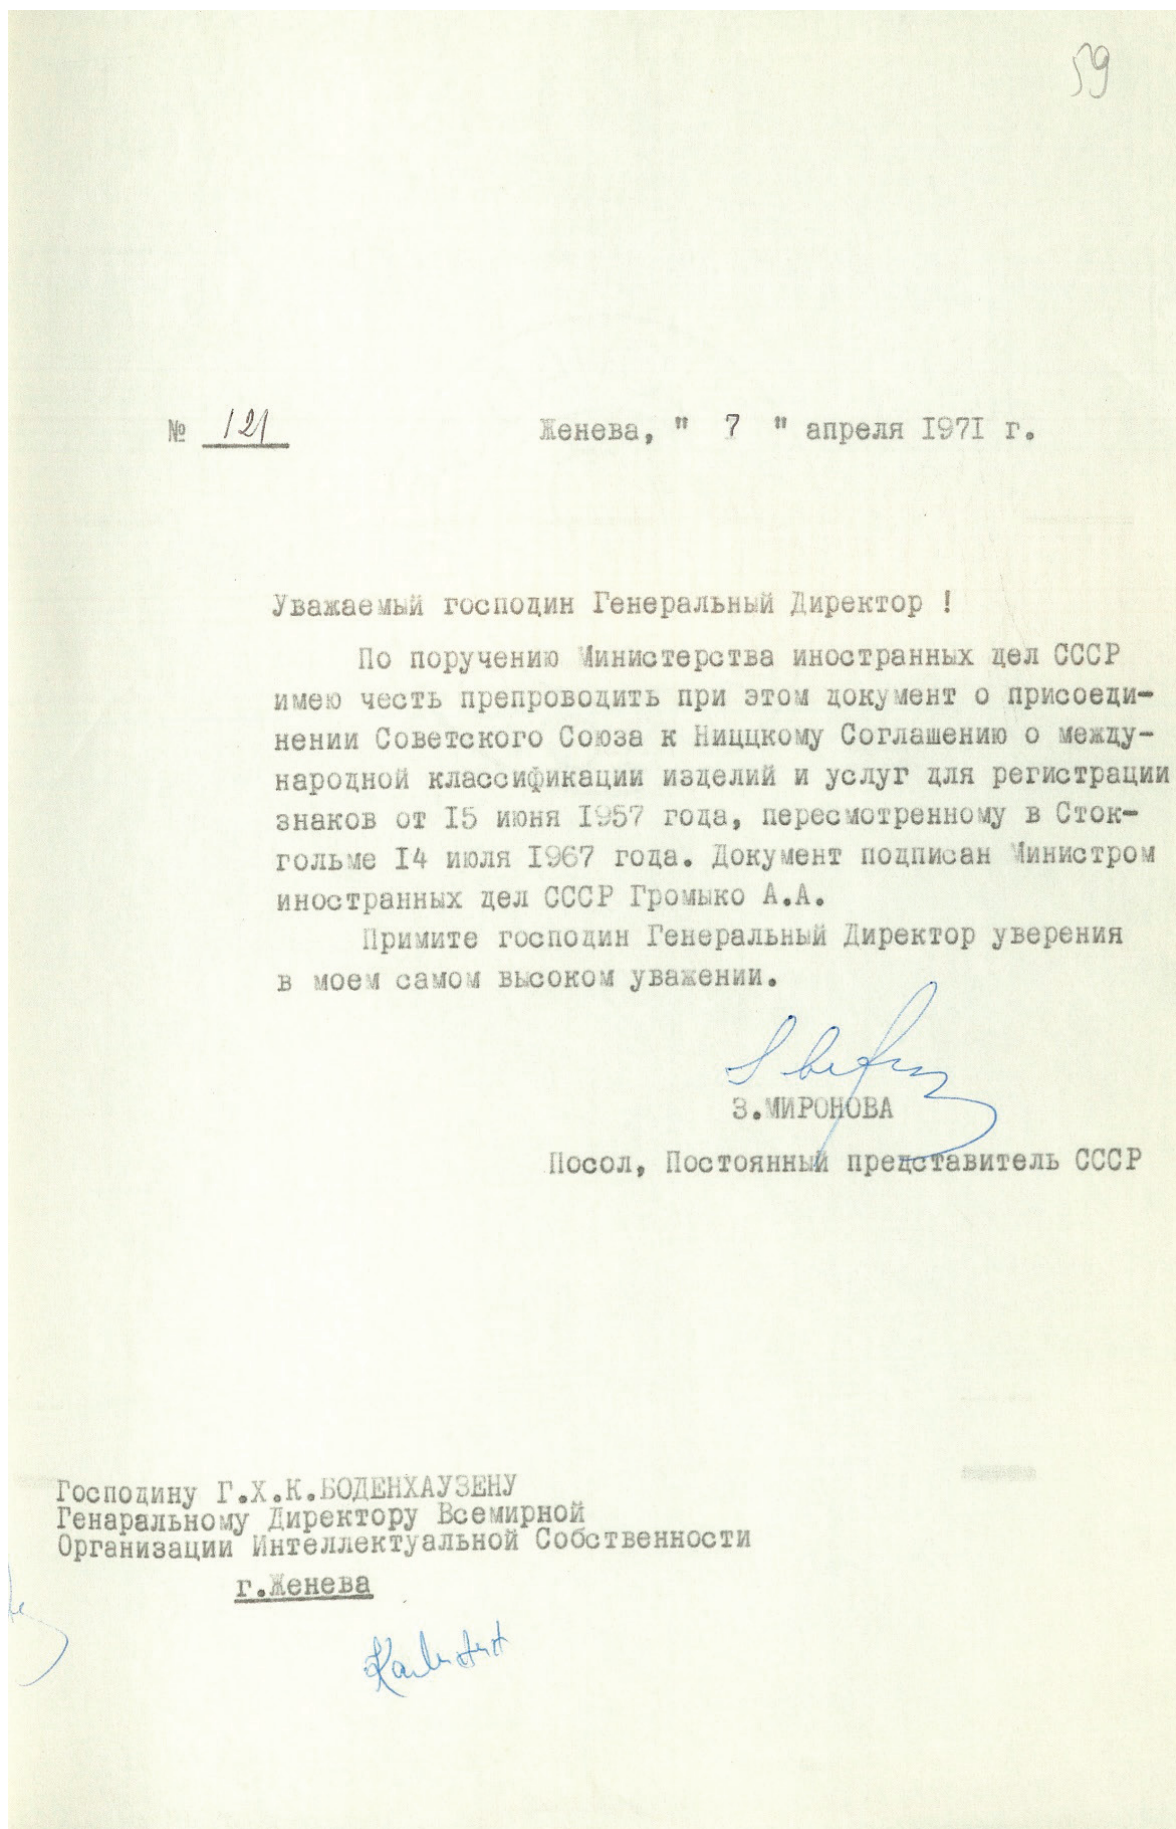 59
№ 121 Женева, " 7 " апреля 1971 г.
Уважаемый господин Генеральный Директор !
По поручению Министерства иностранных дел СССР
имею честь препроводить при этом документ о присоеди-
нении Советского Союза к Ниццкому Соглашению о между-
народной классификации изделий и услуг для регистрации
знаков от 15 июня 1957 года, пересмотренному в Сток-
гольме 14 июля 1967 года. Документ подписан Министром
иностранных дел СССР Громыко А.А.
Примите господин Генеральный Директор уверения
в моем самом высоком уважении.
З.МИРОНОВА
Посол, Постоянный представитель СССР
Господину Г.Х.К.БОДЕНХАУЗЕНУ
Генаральному Директору Всемирной
Организации Интеллектуальной Собственности
г.Женева